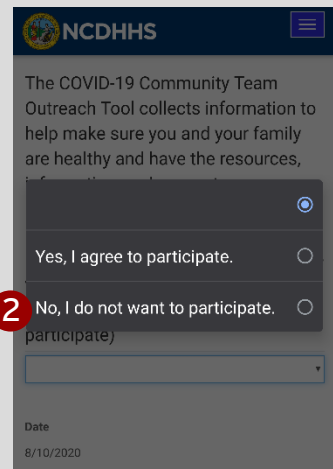 NCDHHS
The COVID-19 Community Team
Outreach Tool collects information to
help make sure you and your family
are healthy and have the resources,
Yes, I agree to participate.
2
No, I do not want to participate.
participate)
Date
8/10/2020